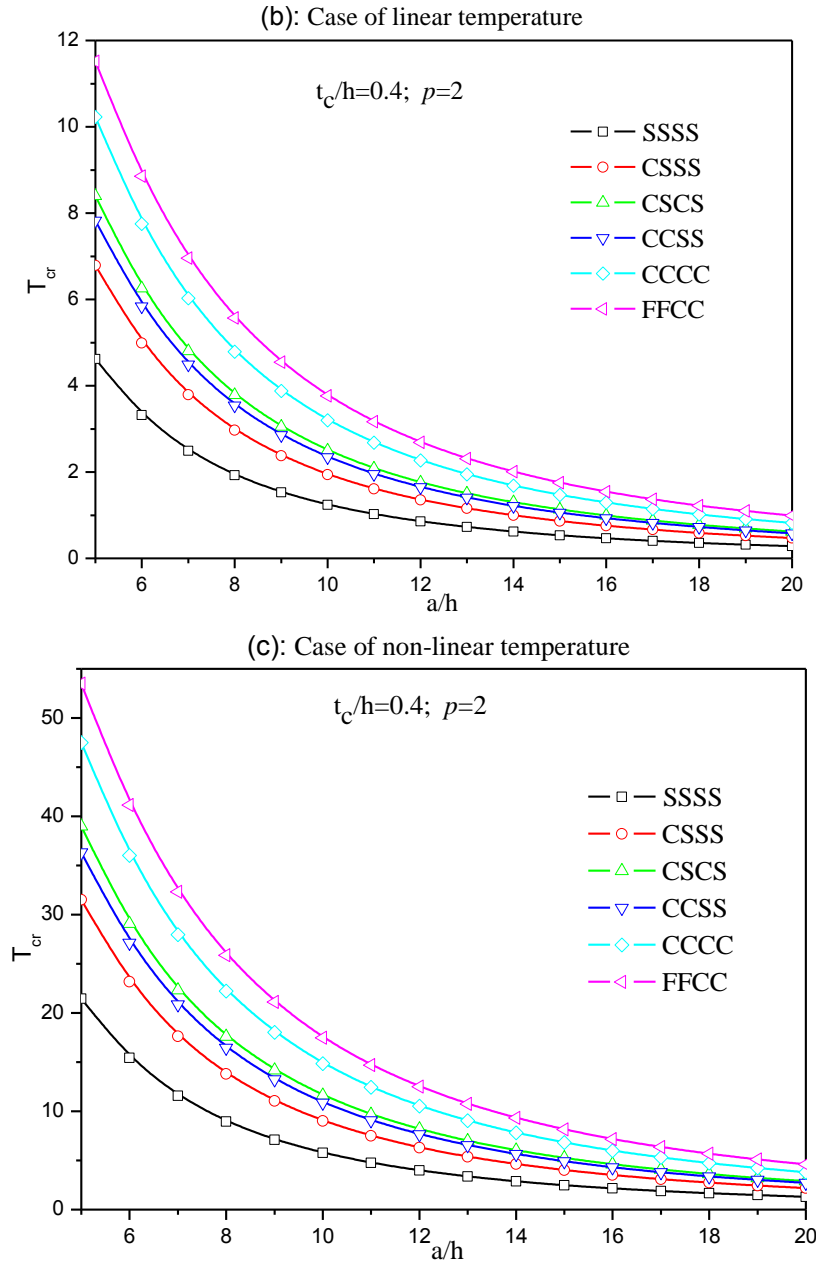 (b): Case of linear temperature
12
t_c/h=0.4; p=2
SSSS
10
CSSS
CSCS
8
CCSS
CCCC
T_cr
6
FFCC
4
2
0
6 8 10 12 14 16 18 20
a/h
(c): Case of non-linear temperature
t_c/h=0.4; p=2
50
SSSS
40
CSSS
CSCS
30
CCSS
CCCC
T_cr
FFCC
20
10
0
6 8 10 12 14 16 18 20
a/h